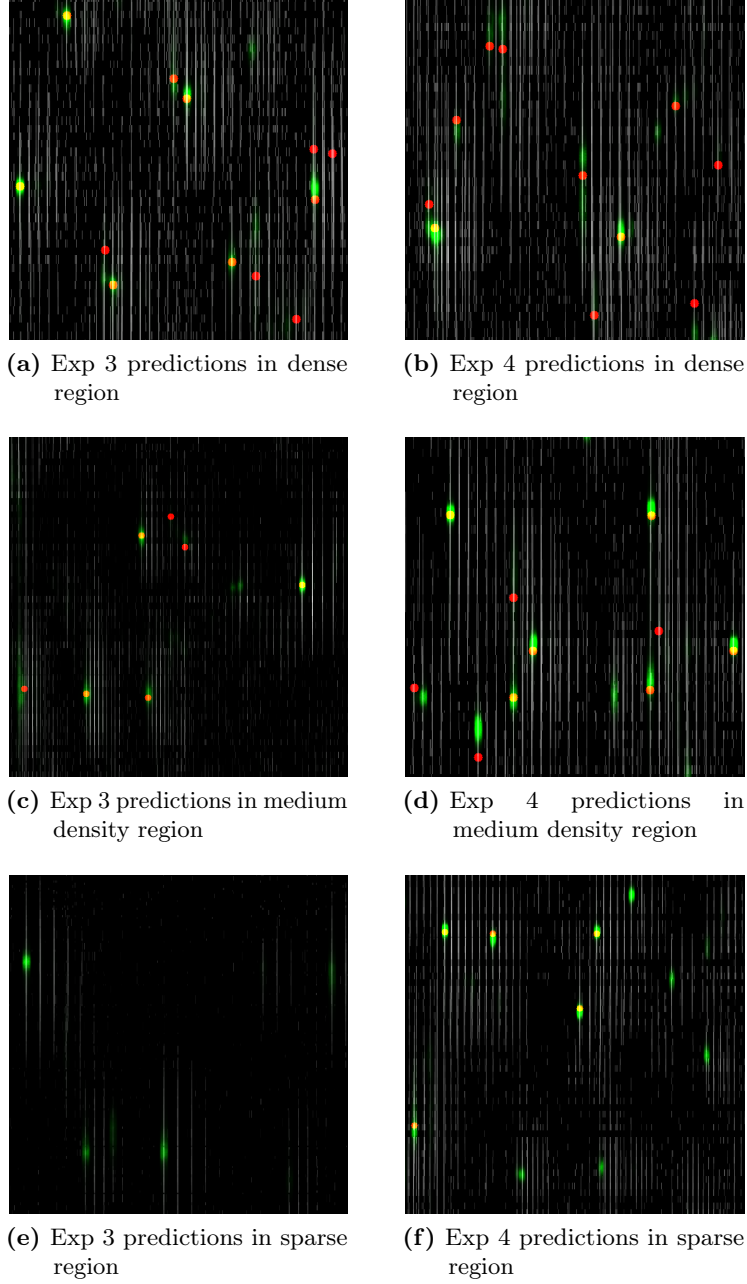 (a) Exp 3 predictions in dense
region
(b) Exp 4 predictions in dense
region
(c) Exp 3 predictions in medium
density region
(d) Exp 4 predictions in
medium density region
(e) Exp 3 predictions in sparse
region
(f) Exp 4 predictions in sparse
region